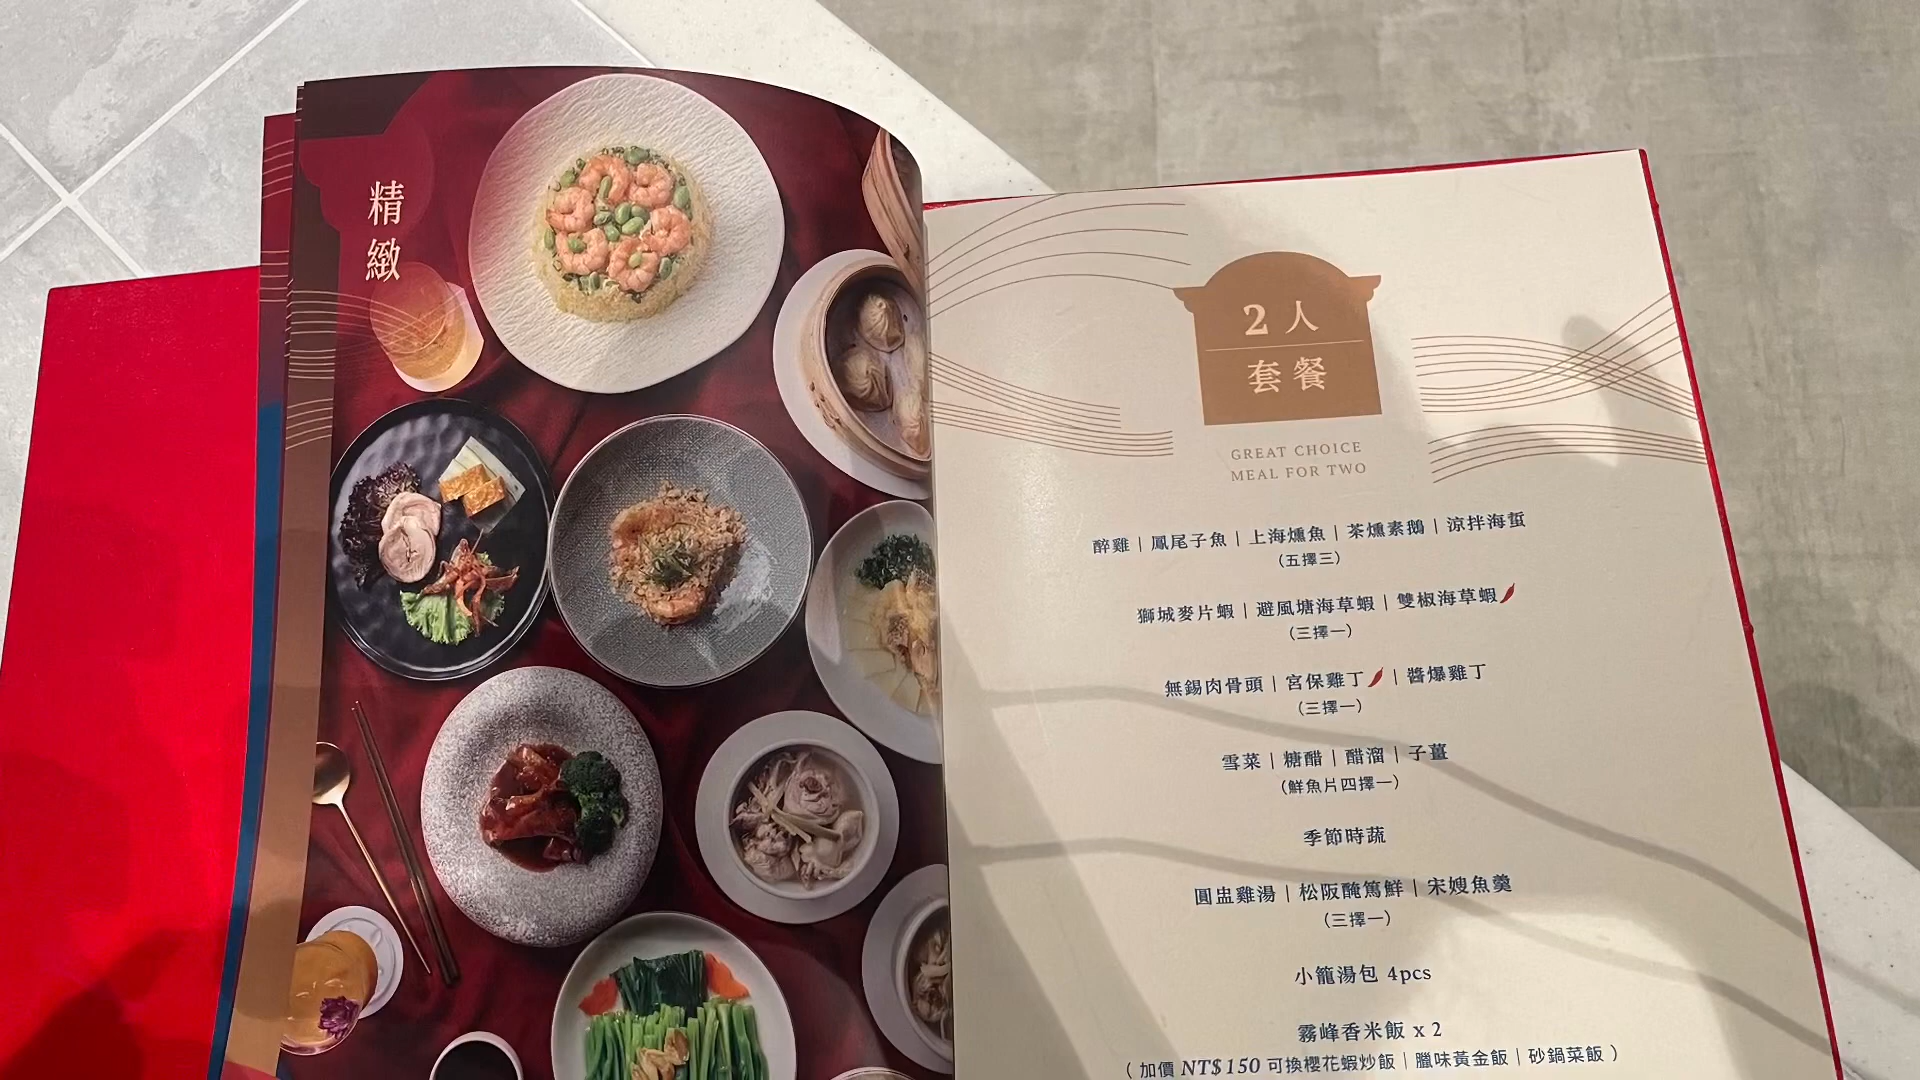 精緻
2人
套餐
GREAT CHOICE
MEAL FOR TWO
醉雞 | 鳳尾子魚 | 上海燻魚 | 茶燻素鵝 | 涼拌海蜇
（五擇三）
獅城麥片蝦 | 避風塘海草蝦 | 雙椒海草蝦
（三擇一）
無錫肉骨頭 | 宮保雞丁 | 醬爆雞丁
（三擇一）
雪菜 | 糖醋 | 醋溜 | 子薑
（鮮魚片四擇一）
季節時蔬
圓盅雞湯 | 松阪醃篤鮮 | 宋嫂魚羹
（三擇一）
小籠湯包 4pcs
霧峰香米飯 x 2
（ 加價 NT$150 可換櫻花蝦炒飯 | 臘味黃金飯 | 砂鍋菜飯 ）